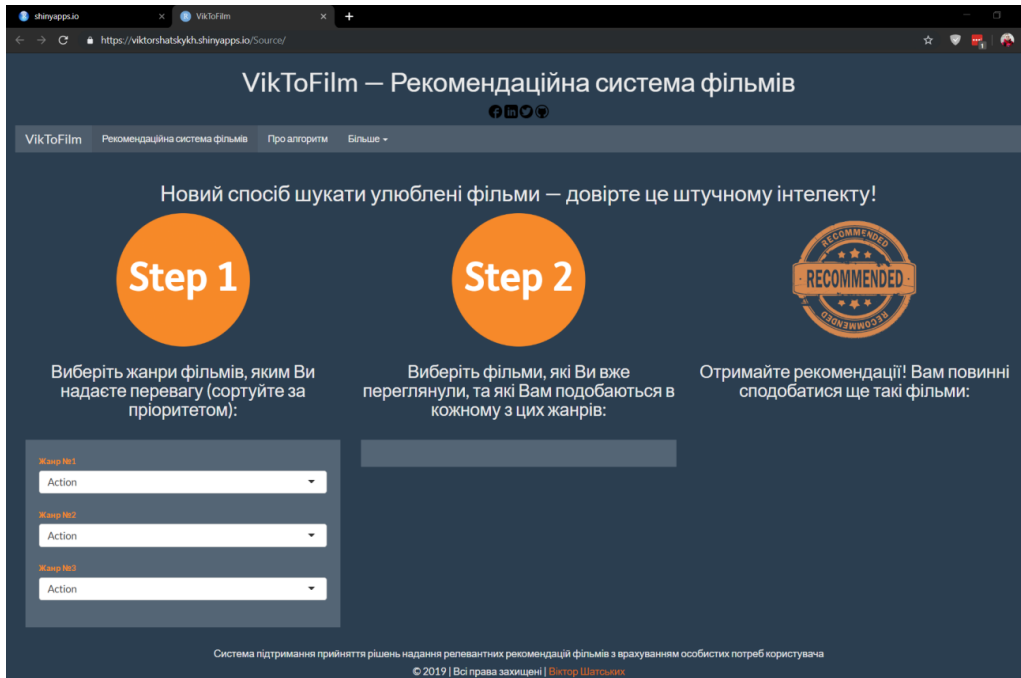 shinyapps.io
VikToFilm
https://viktorshatskykh.shinyapps.io/Source/
1
VikToFilm — Рекомендаційна система фільмів
VikToFilm Рекомендаційна система фільмів Про алгоритм Більше
Новий спосіб шукати улюблені фільми — довірте це штучному інтелекту!
Step 1
Виберіть жанри фільмів, яким Ви
надаєте перевагу (сортуйте за
пріоритетом):
Жанр №1
Action
Жанр №2
Action
Жанр №3
Action
Step 2
Виберіть фільми, які Ви вже
переглянули, та які Вам подобаються в
кожному з цих жанрів:
RECOMMENDED
RECOMMENDED
RECOMMENDED
Отримайте рекомендації! Вам повинні
сподобатися ще такі фільми:
Система підтримання прийняття рішень надання релевантних рекомендацій фільмів з врахуванням особистих потреб користувача
© 2019 | Всі права захищені | Віктор Шатських